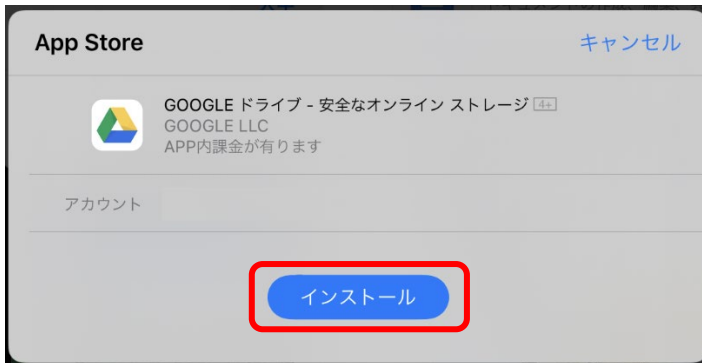 App Store
キャンセル
GOOGLE ドライブ - 安全なオンライン ストレージ 4+
GOOGLE LLC
APP内課金が有ります
アカウント
インストール